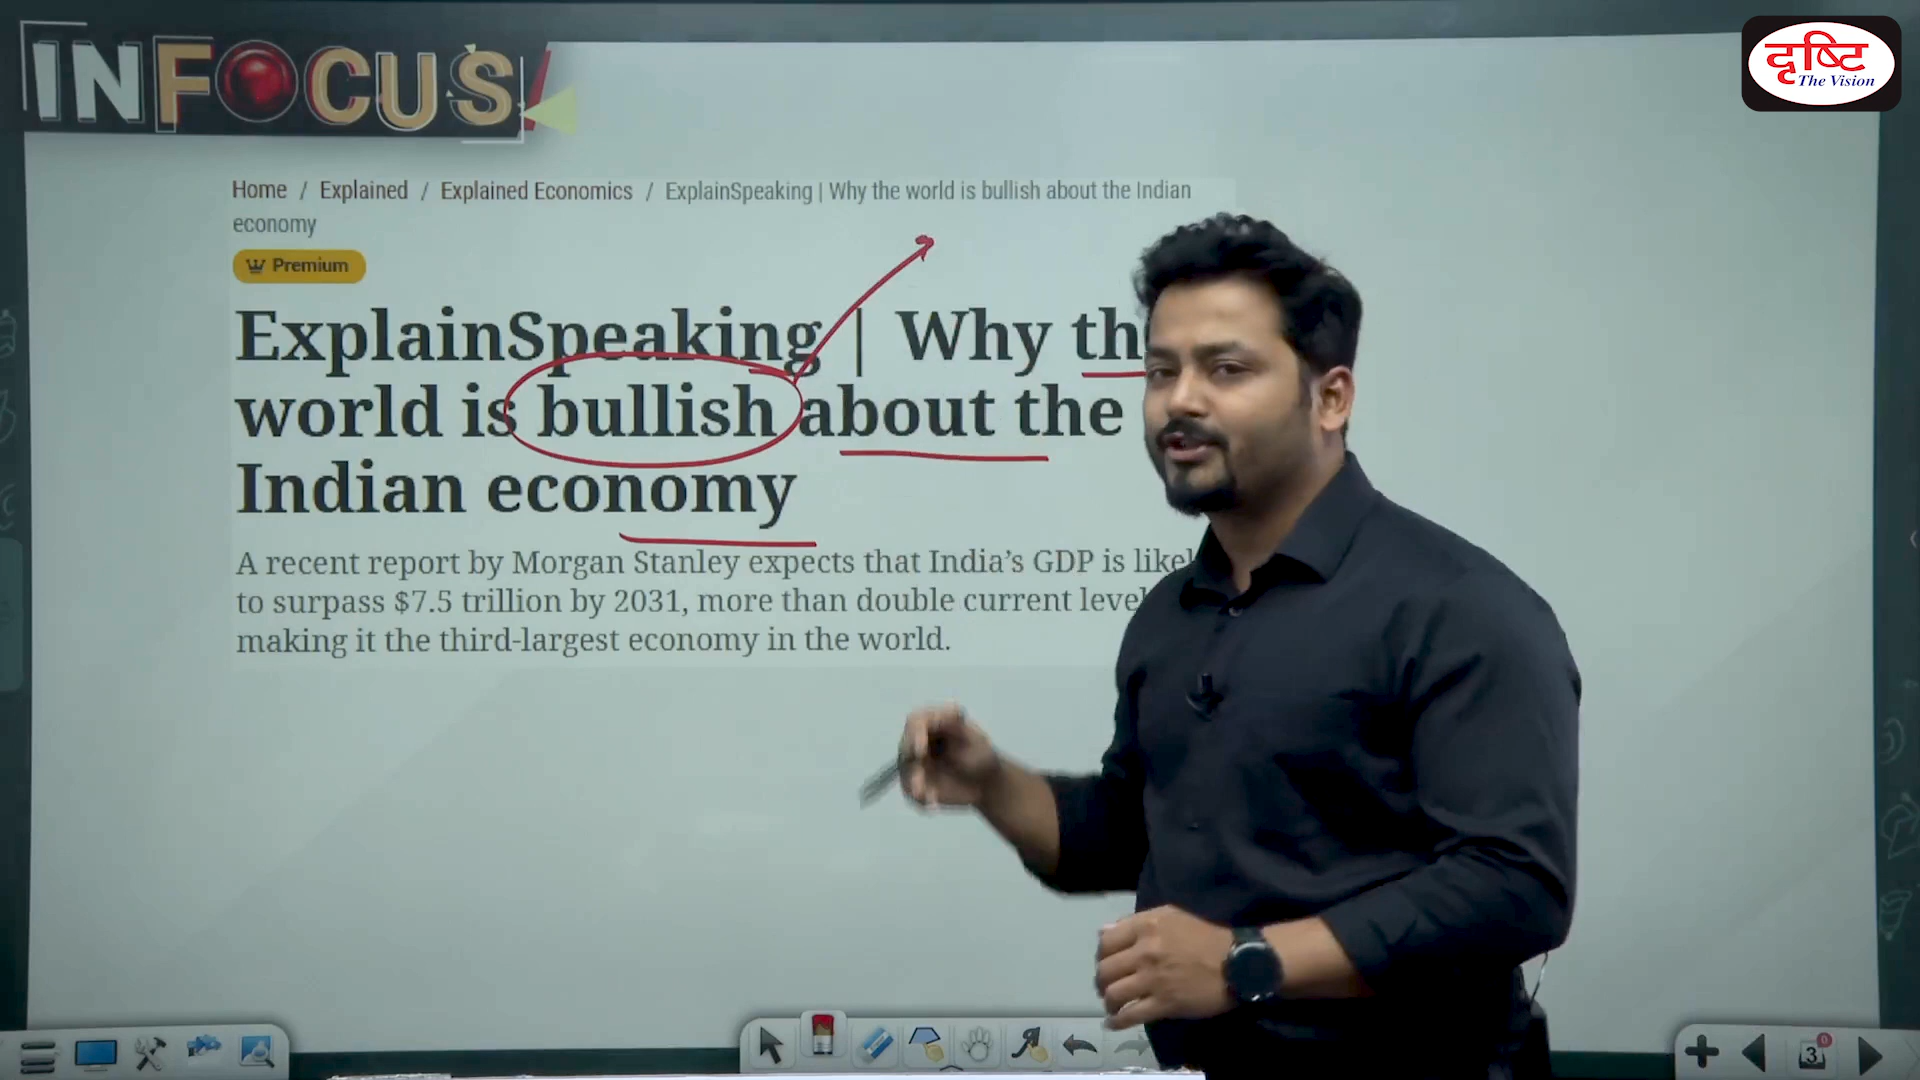 INFOCUS
दृष्टि
The Vision
Home / Explained / Explained Economics / ExplainSpeaking | Why the world is bullish about the Indian
economy
Premium
ExplainSpeaking | Why th
world is bullish about the
Indian economy
A recent report by Morgan Stanley expects that India’s GDP is likel
to surpass $7.5 trillion by 2031, more than double current level
making it the third-largest economy in the world.
3
0